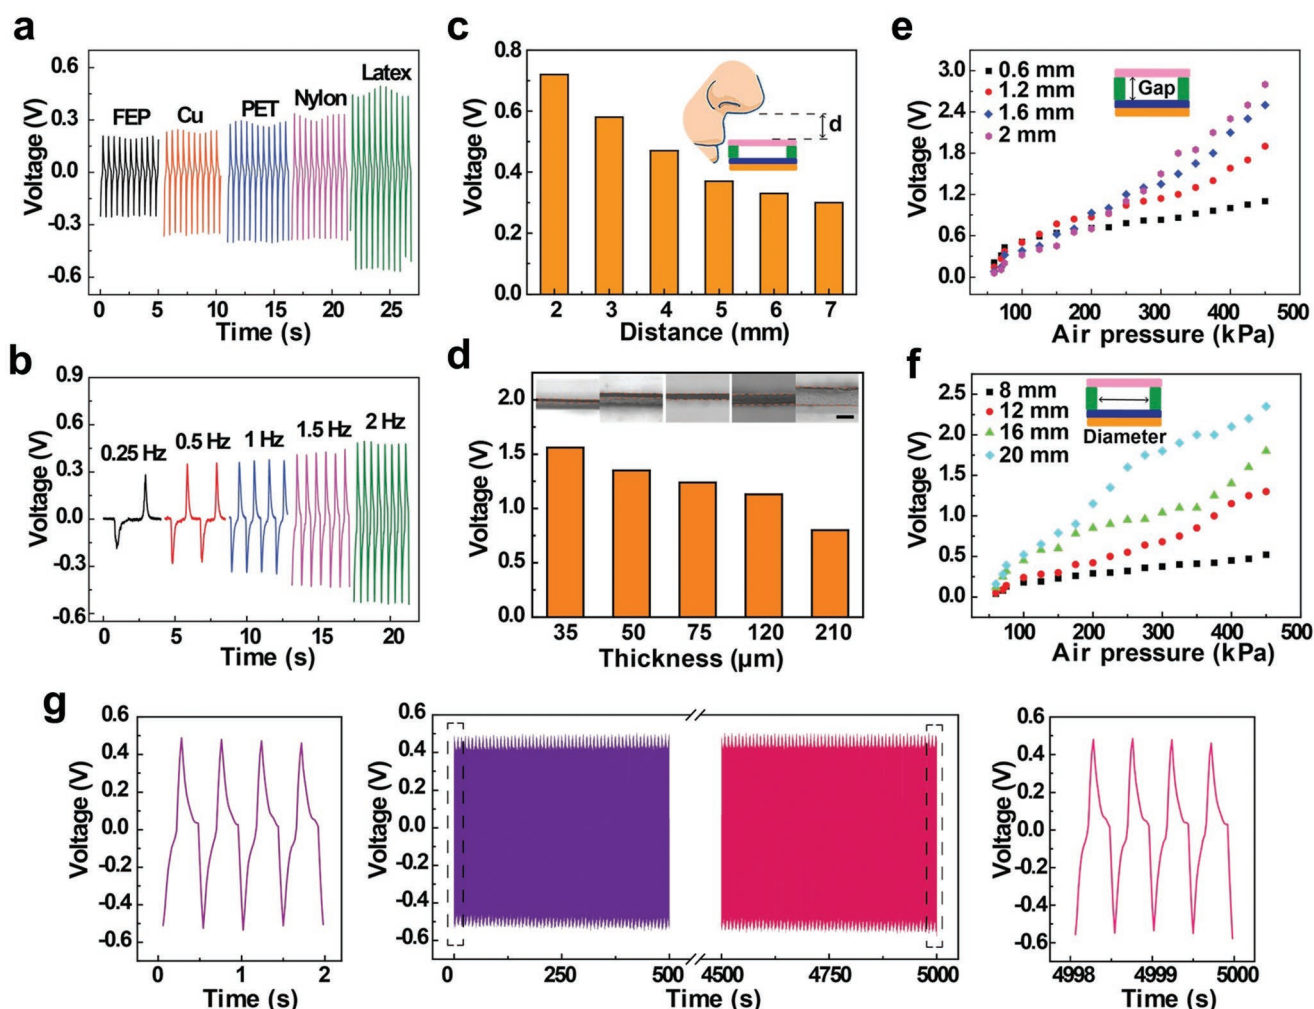 a
0.6
0.3
0.0
-0.3
-0.6
Voltage (V)
FEP
Cu
PET
Nylon
Latex
0 5 10 15 20 25
Time (s)
b
0.9
0.6
0.3
0.0
-0.3
-0.6
Voltage (V)
0.25 Hz
0.5 Hz
1 Hz
1.5 Hz
2 Hz
0 5 10 15 20
Time (s)
c
0.8
0.6
0.4
0.2
0.0
Voltage (V)
d
2 3 4 5 6 7
Distance (mm)
d
2.0
1.5
1.0
0.5
0.0
Voltage (V)
35 50 75 120 210
Thickness (μm)
e
3.0
2.4
1.8
1.2
0.6
0.0
Voltage (V)
0.6 mm
1.2 mm
1.6 mm
2 mm
Gap
100 200 300 400 500
Air pressure (kPa)
f
2.5
2.0
1.5
1.0
0.5
0.0
Voltage (V)
8 mm
12 mm
16 mm
20 mm
Diameter
100 200 300 400 500
Air pressure (kPa)
g
0.6
0.4
0.2
0.0
-0.2
-0.4
-0.6
Voltage (V)
0 1 2
Time (s)
0.6
0.4
0.2
0.0
-0.2
-0.4
-0.6
Voltage (V)
0 250 500 4500 4750 5000
Time (s)
Time (s)
0.6
0.4
0.2
0.0
-0.2
-0.4
-0.6
Voltage (V)
4998 4999 5000
Time (s)